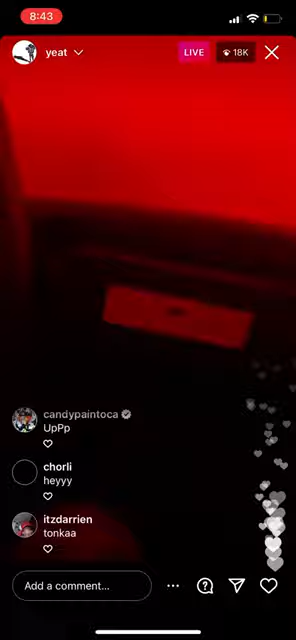 8:43
yeat
LIVE
18K
candypaintoca
UpPp
chorli
heyyy
itzdarrien
tonkaa
Add a comment...